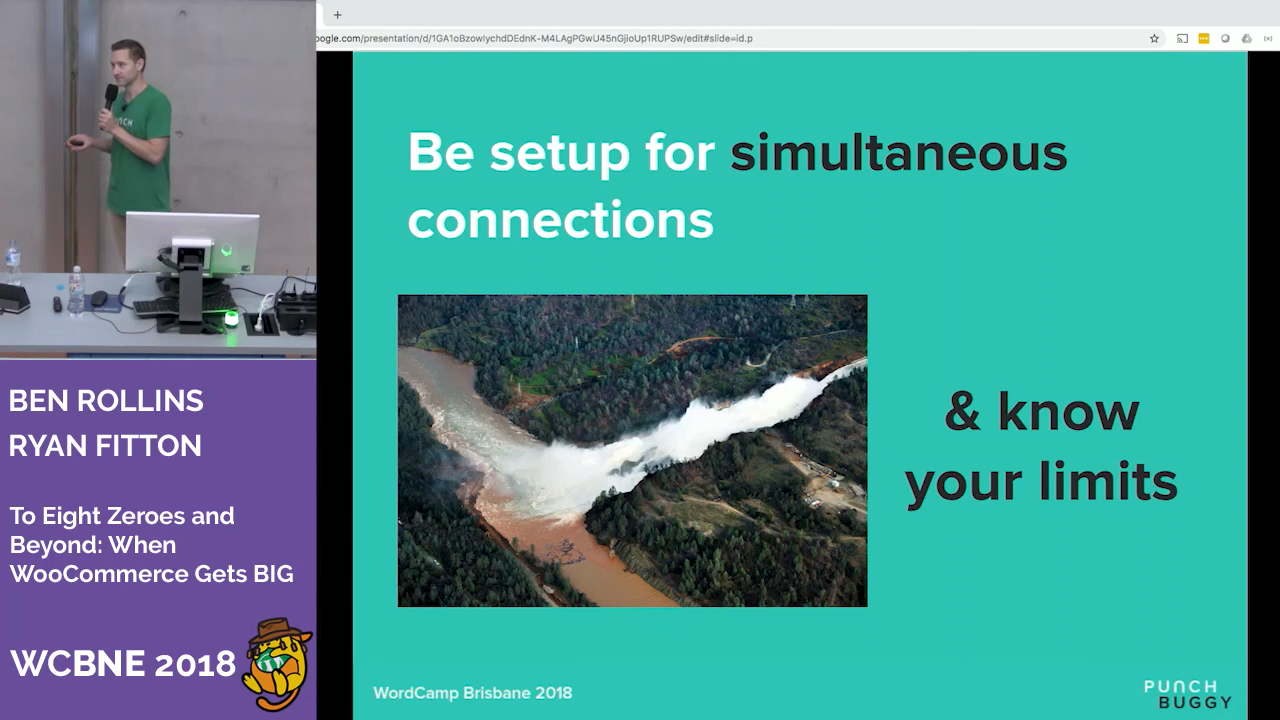 +
oogle.com/presentation/d/1GA1oBzowIychdDEdnK-M4LAgPGwU45nGjioUp1RUPSw/edit#slide=id.p
Be setup for simultaneous
connections
& know
your limits
WordCamp Brisbane 2018
PUNCH
BUGGY
BEN ROLLINS
RYAN FITTON
To Eight Zeroes and
Beyond: When
WooCommerce Gets BIG
WCBNE 2018